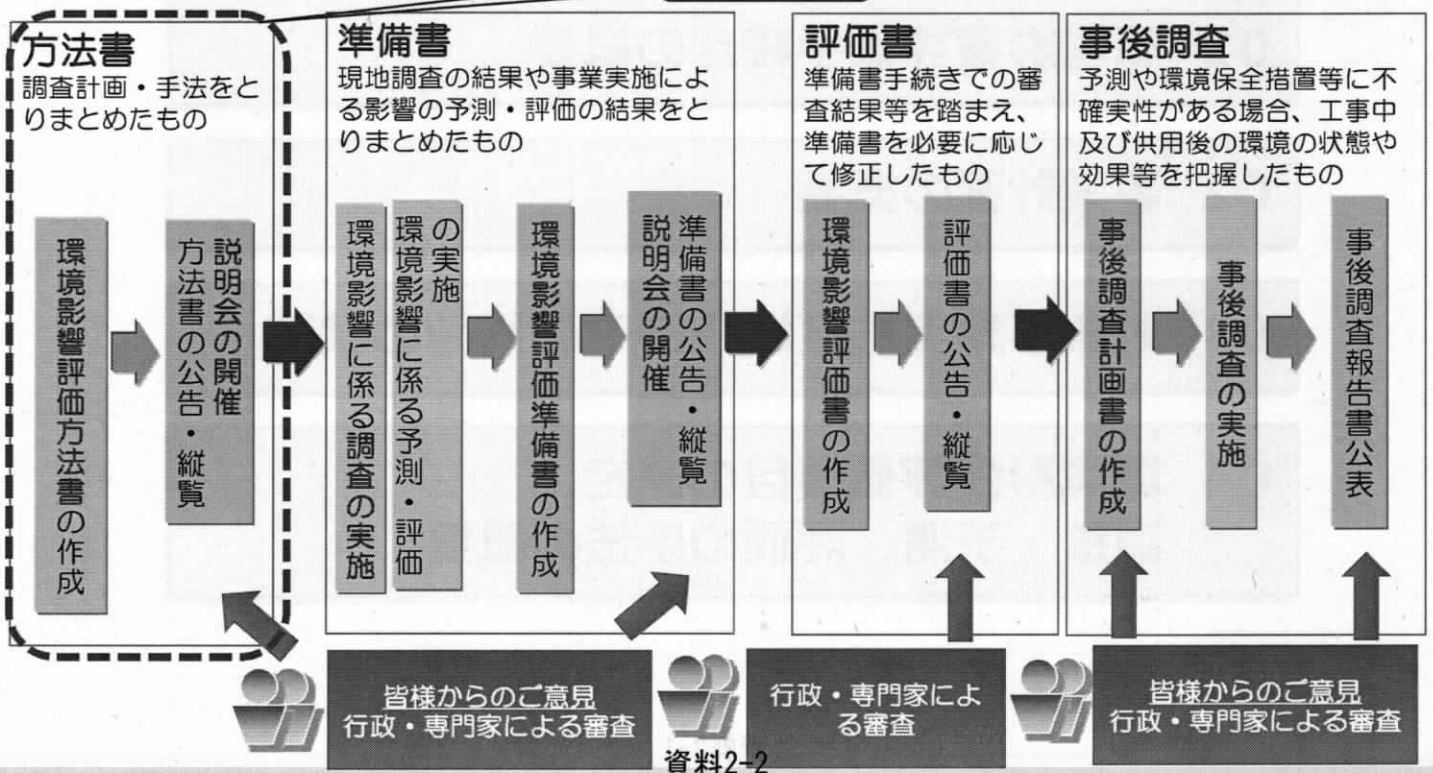 方法書
調査計画・手法をと
りまとめたもの
環境影響評価方法書の作成
方法書の公告・縦覧
説明会の開催
準備書
現地調査の結果や事業実施によ
る影響の予測・評価の結果をと
りまとめたもの
環境影響に係る調査の実施
環境影響に係る予測・評価
の実施
環境影響評価準備書の作成
準備書の公告・縦覧
説明会の開催
評価書
準備書手続きでの審
査結果等を踏まえ、
準備書を必要に応じ
て修正したもの
環境影響評価書の作成
評価書の公告・縦覧
事後調査
予測や環境保全措置等に不
確実性がある場合、工事中
及び供用後の環境の状態や
効果等を把握したもの
事後調査計画書の作成
事後調査の実施
事後調査報告書公表
皆様からのご意見
行政・専門家による審査
行政・専門家によ
る審査
皆様からのご意見
行政・専門家による審査
資料2-2